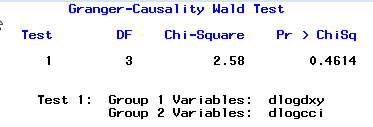 Granger-Causality Wald Test
Test DF Chi-Square Pr > ChiSq
1 3 2.58 0.4614
Test 1: Group 1 Variables: dlogdxy
Group 2 Variables: dlogcci